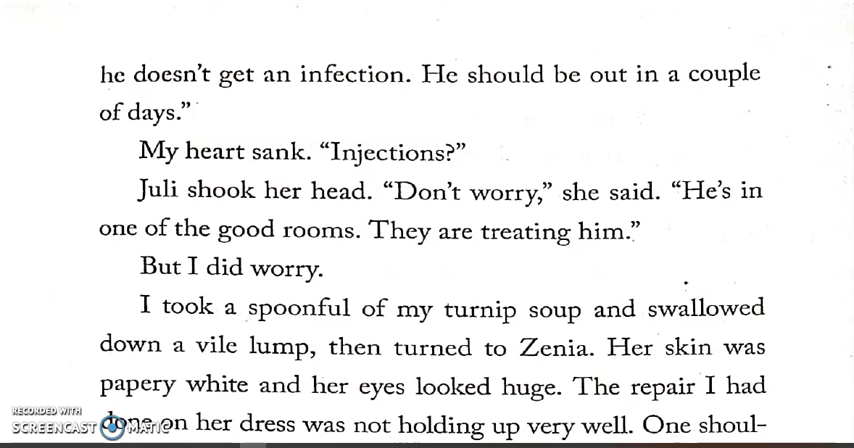 he doesn't get an infection. He should be out in a couple
of days.”
My heart sank. “Injections?”
Juli shook her head. “Don't worry,” she said. “He's in
one of the good rooms. They are treating him.”
But I did worry.
I took a spoonful of my turnip soup and swallowed
down a vile lump, then turned to Zenia. Her skin was
papery white and her eyes looked huge. The repair I had
done on her dress was not holding up very well. One shoul-
RECORDED WITH
SCREENCAST MATIC